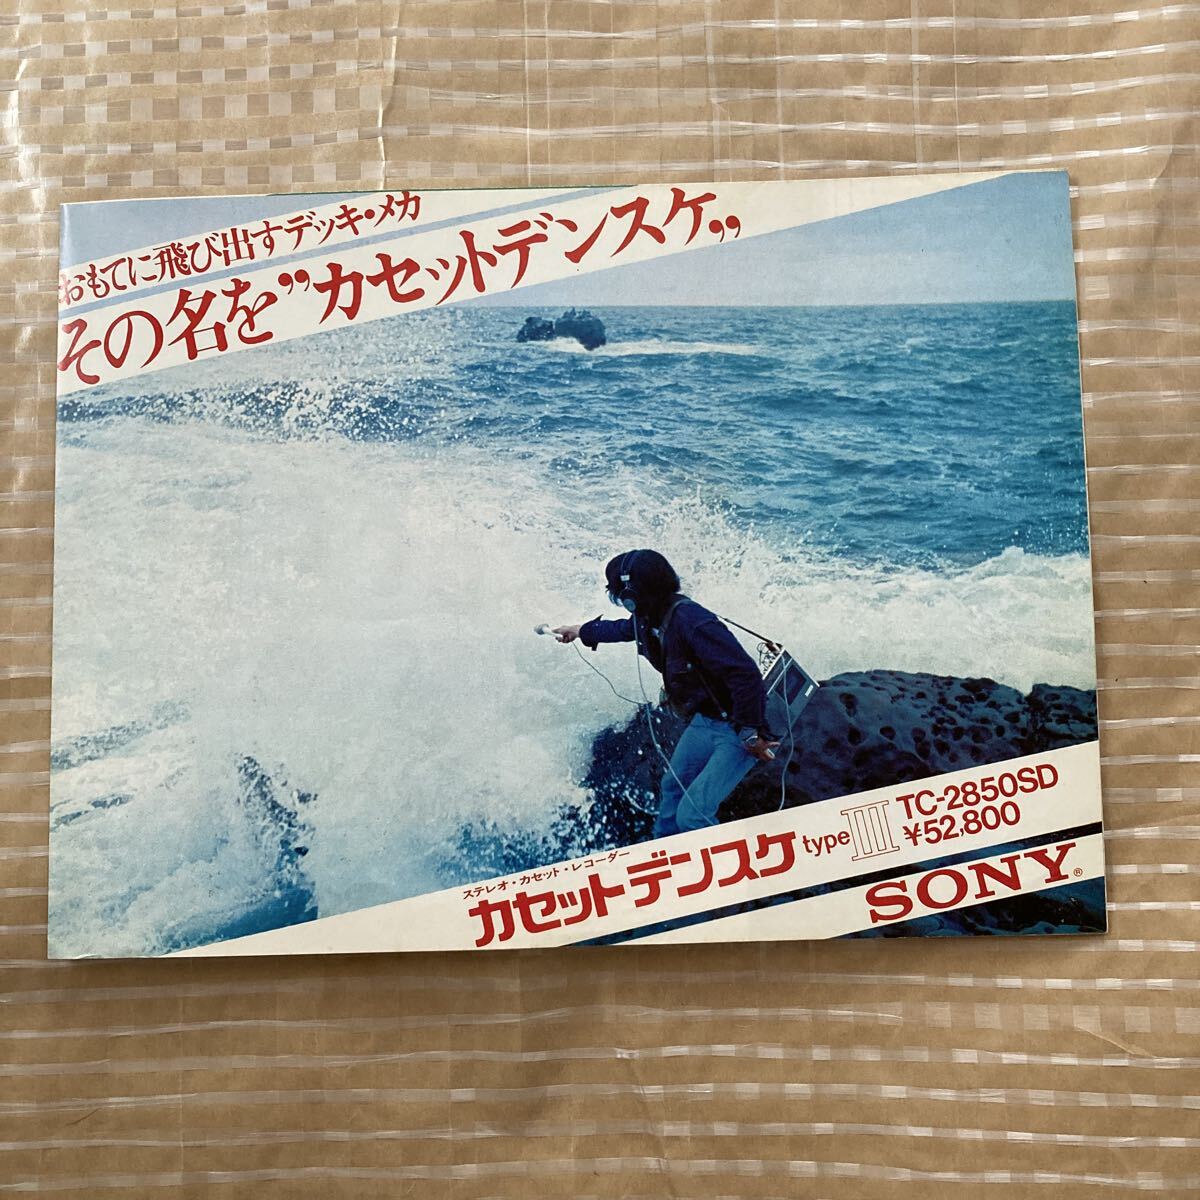 おもてに飛び出すデッキ・メカ
その名を”カセットデンスケ”
ステレオ・カセット・レコーダー
カセットデンスケ type III
TC-2850SD
¥52,800
SONY®